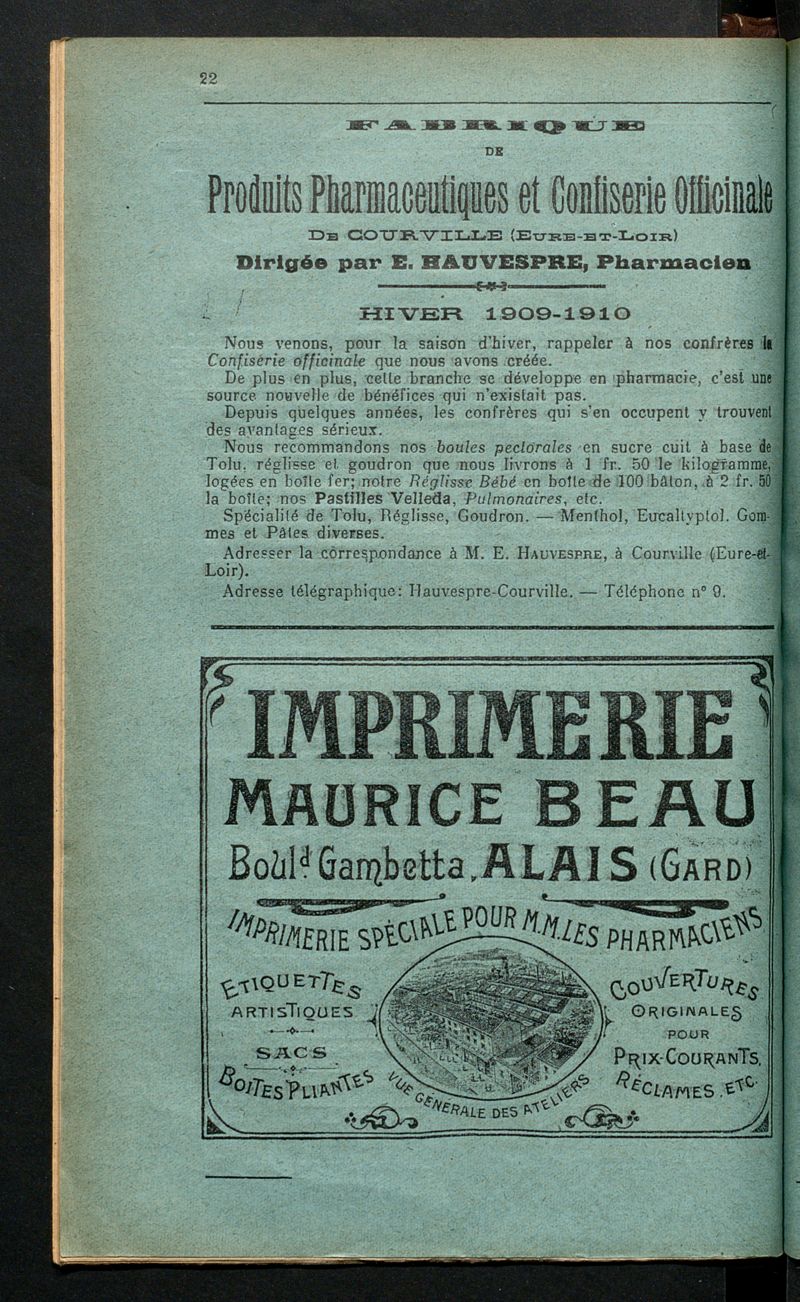 22
FABRIQUE
DE
Produits Pharmaceutiques et Confiserie Officinale
DE COURVILLE (EURE-ET-LOIR)
Dirigée par E. HAUVESPRE, Pharmacien
HIVER 1909-1910
Nous venons, pour la saison d'hiver, rappeler à nos confrères la
Confiserie officinale que nous avons créée.
De plus en plus, cette branche se développe en pharmacie, c'est une
source nouvelle de bénéfices qui n'existait pas.
Depuis quelques années, les confrères qui s'en occupent y trouvent
des avantages sérieux.
Nous recommandons nos boules pectorales en sucre cuit à base de
Tolu, réglisse et goudron que nous livrons à 1 fr. 50 le kilogramme,
logées en boîte fer; notre Réglisse Bébé en boîte de 100 bâton, à 2 fr. 50
la boîte; nos Pastilles Velleda, Pulmonaires, etc.
Spécialité de Tolu, Réglisse, Goudron. — Menthol, Eucallyptol. Gom-
mes et Pâtes diverses.
Adresser la correspondance à M. E. HAUVESPRE, à Courville (Eure-et-
Loir).
Adresse télégraphique: Hauvespre-Courville. — Téléphone n° 9.
IMPRIMERIE
MAURICE BEAU
Boùld Gambetta, ALAIS (GARD)
IMPRIMERIE SPÉCIALE POUR M.M. LES PHARMACIENS
ETIQUETTES
ARTISTIQUES
SACS
BOITES PLIANTES
VUE GENERALE DES ATELIERS
COUVERTURES
ORIGINALES
POUR
PRIX-COURANTS,
RÉCLAMES. ETC.